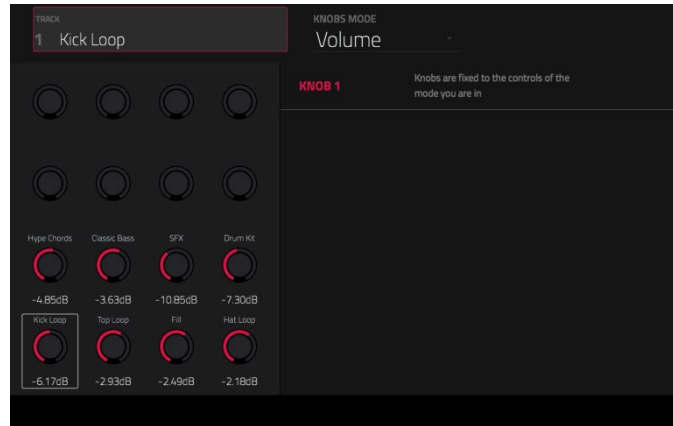 TRACK
1 Kick Loop
KNOBS MODE
Volume
KNOB 1
Knobs are fixed to the controls of the
mode you are in
Hype Chords Classic Bass SFX Drum Kit
-4.85dB -3.63dB -10.85dB -7.30dB
Kick Loop Top Loop Fill Hat Loop
-6.17dB -2.93dB -2.49dB -2.18dB